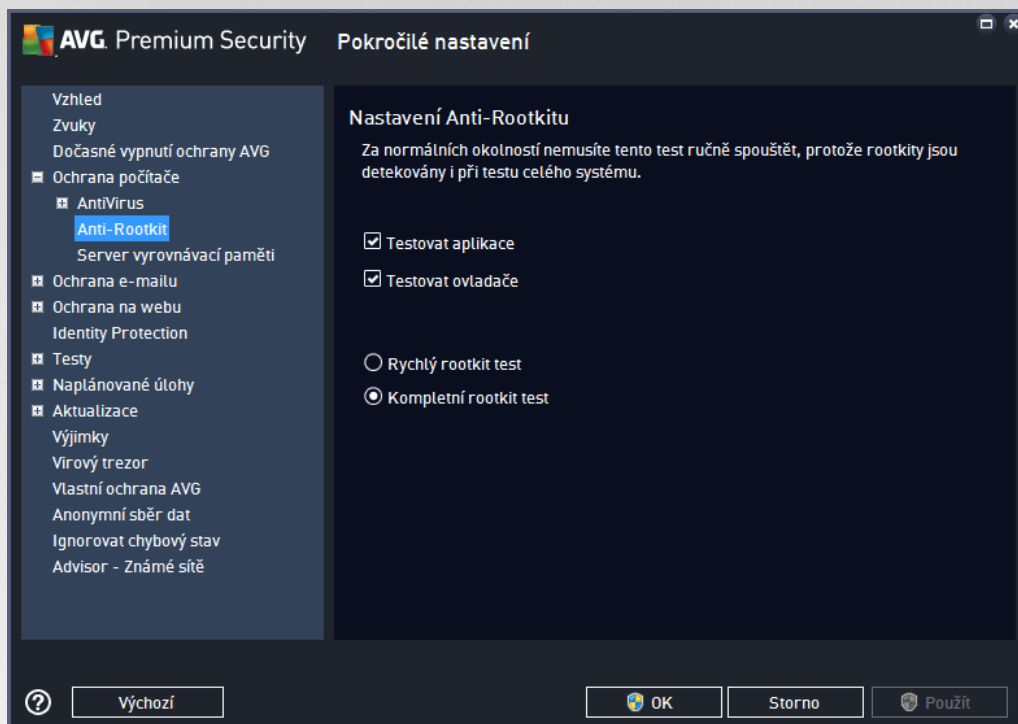 AVG. Premium Security
Pokročilé nastavení
Vzhled
Zvuky
Dočasné vypnutí ochrany AVG
Ochrana počítače
AntiVirus
Anti-Rootkit
Server vyrovnávací paměti
Ochrana e-mailu
Ochrana na webu
Identity Protection
Testy
Naplánované úlohy
Aktualizace
Výjimky
Virový trezor
Vlastní ochrana AVG
Anonymní sběr dat
Ignorovat chybový stav
Advisor - Známé sítě
Nastavení Anti-Rootkitu
Za normálních okolností nemusíte tento test ručně spouštět, protože rootkity jsou
detekovány i při testu celého systému.
Testovat aplikace
Testovat ovladače
Rychlý rootkit test
Kompletní rootkit test
Výchozí
OK
Storno
Použít